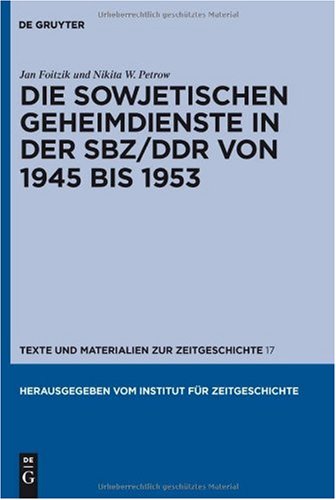 Urheberrechtlich geschütztes Material
DE GRUYTER
Jan Foitzik und Nikita W. Petrow
DIE SOWJETISCHEN
GEHEIMDIENSTE IN
DER SBZ/DDR VON
1945 BIS 1953
TEXTE UND MATERIALIEN ZUR ZEITGESCHICHTE 17
HERAUSGEGEBEN VOM INSTITUT FÜR ZEITGESCHICHTE
DE
G
Urheberrechtlich geschütztes Material